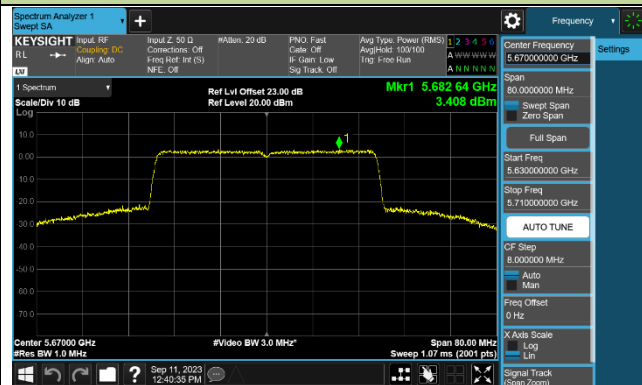 Spectrum Analyzer 1
Swept SA
Frequency
KEYSIGHT
RL
LXI
Input: RF
Coupling: DC
Align: Auto
Input Z: 50 Ω
Corrections: Off
Freq Ref: Int (S)
NFE: Off
#Atten: 20 dB
PNO: Fast
Gate: Off
IF Gain: Low
Sig Track: Off
Avg Type: Power (RMS)
Avg|Hold: 100/100
Trig: Free Run
1 2 3 4 5 6
A W W W W W
A N N N N N
1 Spectrum
Scale/Div 10 dB
Log
Ref Lvl Offset 23.00 dB
Ref Level 20.00 dBm
Mkr1 5.682 64 GHz
3.408 dBm
10.0
0.00
-10.0
-20.0
-30.0
-40.0
-50.0
-60.0
-70.0
1
Center 5.67000 GHz
#Res BW 1.0 MHz
#Video BW 3.0 MHz*
Span 80.00 MHz
Sweep 1.07 ms (2001 pts)
Sep 11, 2023
12:40:35 PM
Center Frequency
5.670000000 GHz
Span
80.0000000 MHz
Swept Span
Zero Span
Full Span
Start Freq
5.630000000 GHz
Stop Freq
5.710000000 GHz
AUTO TUNE
CF Step
8.000000 MHz
Auto
Man
Freq Offset
0 Hz
X Axis Scale
Log
Lin
Signal Track
(Span Zoom)
Settings